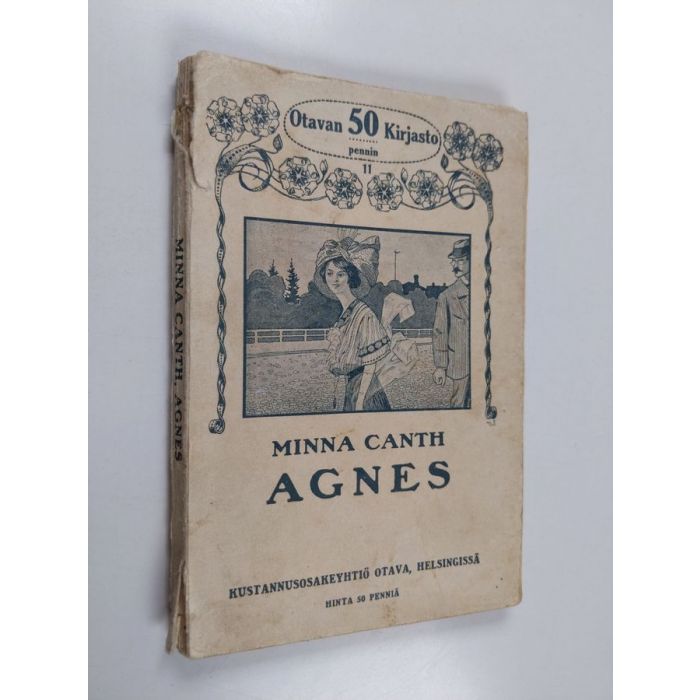 Otavan 50 Kirjasto
pennin
11
MINNA CANTH
AGNES
KUSTANNUSOSAKEYHTIÖ OTAVA, HELSINGISSÄ
HINTA 50 PENNIÄ
MINNA CANTH, AGNES